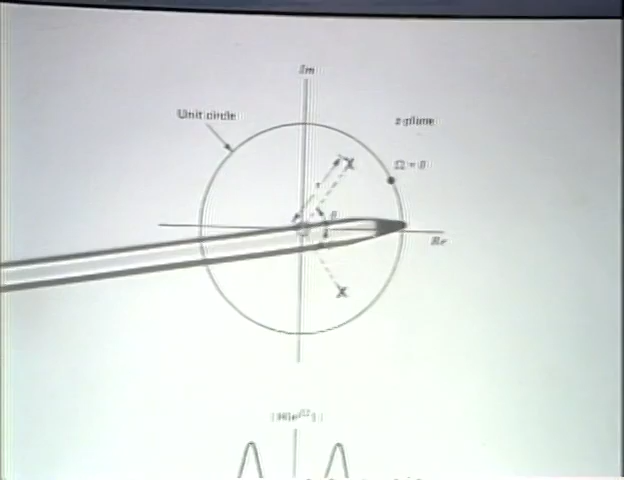 Im
Unit circle
z-plane
Ω = θ
r
θ
Re
|H(e^{jΩ})|